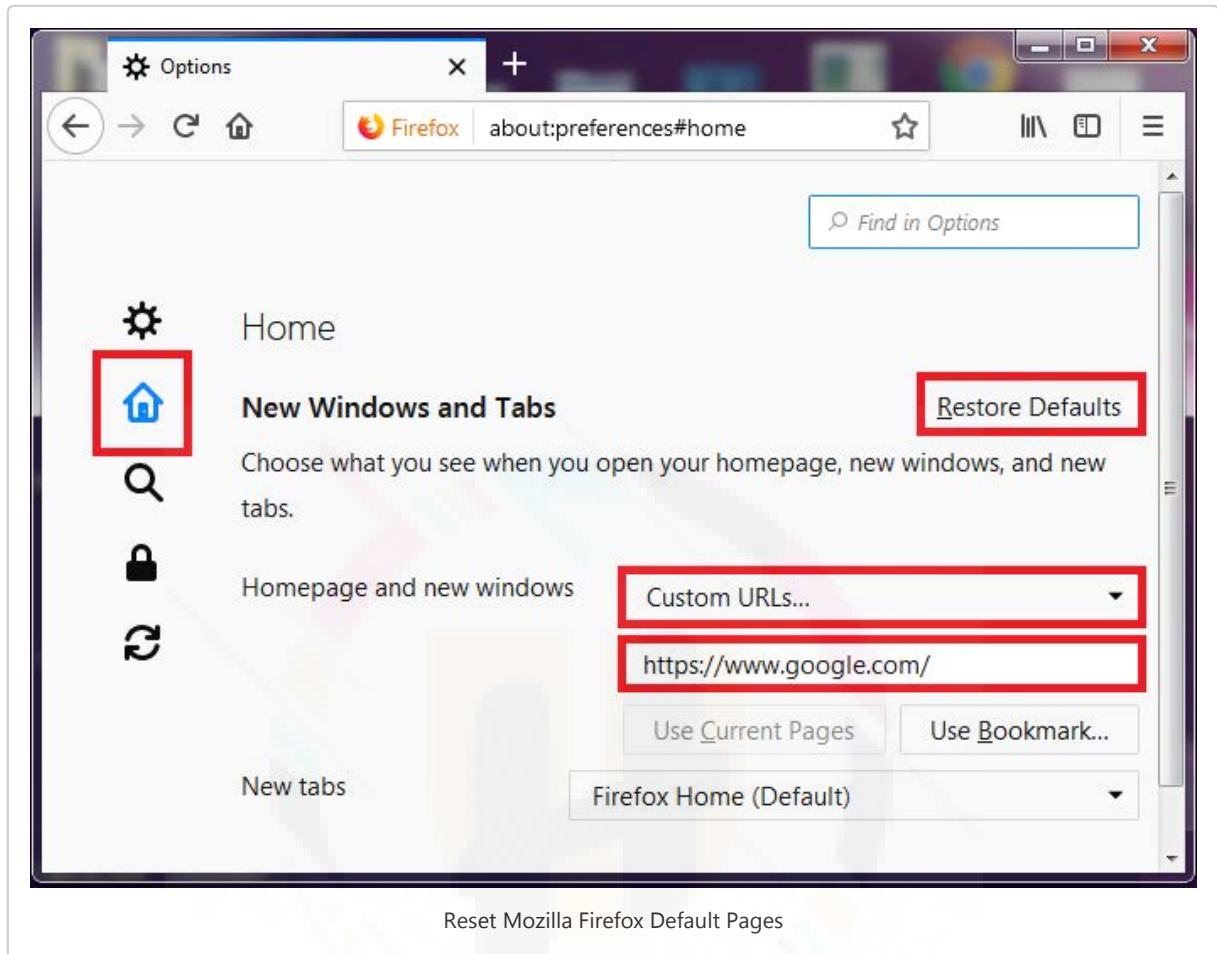 Options
Firefox about:preferences#home
Find in Options
Home
New Windows and Tabs Restore Defaults
Choose what you see when you open your homepage, new windows, and new
tabs.
Homepage and new windows Custom URLs...
https://www.google.com/
Use Current Pages Use Bookmark...
New tabs Firefox Home (Default)
Reset Mozilla Firefox Default Pages